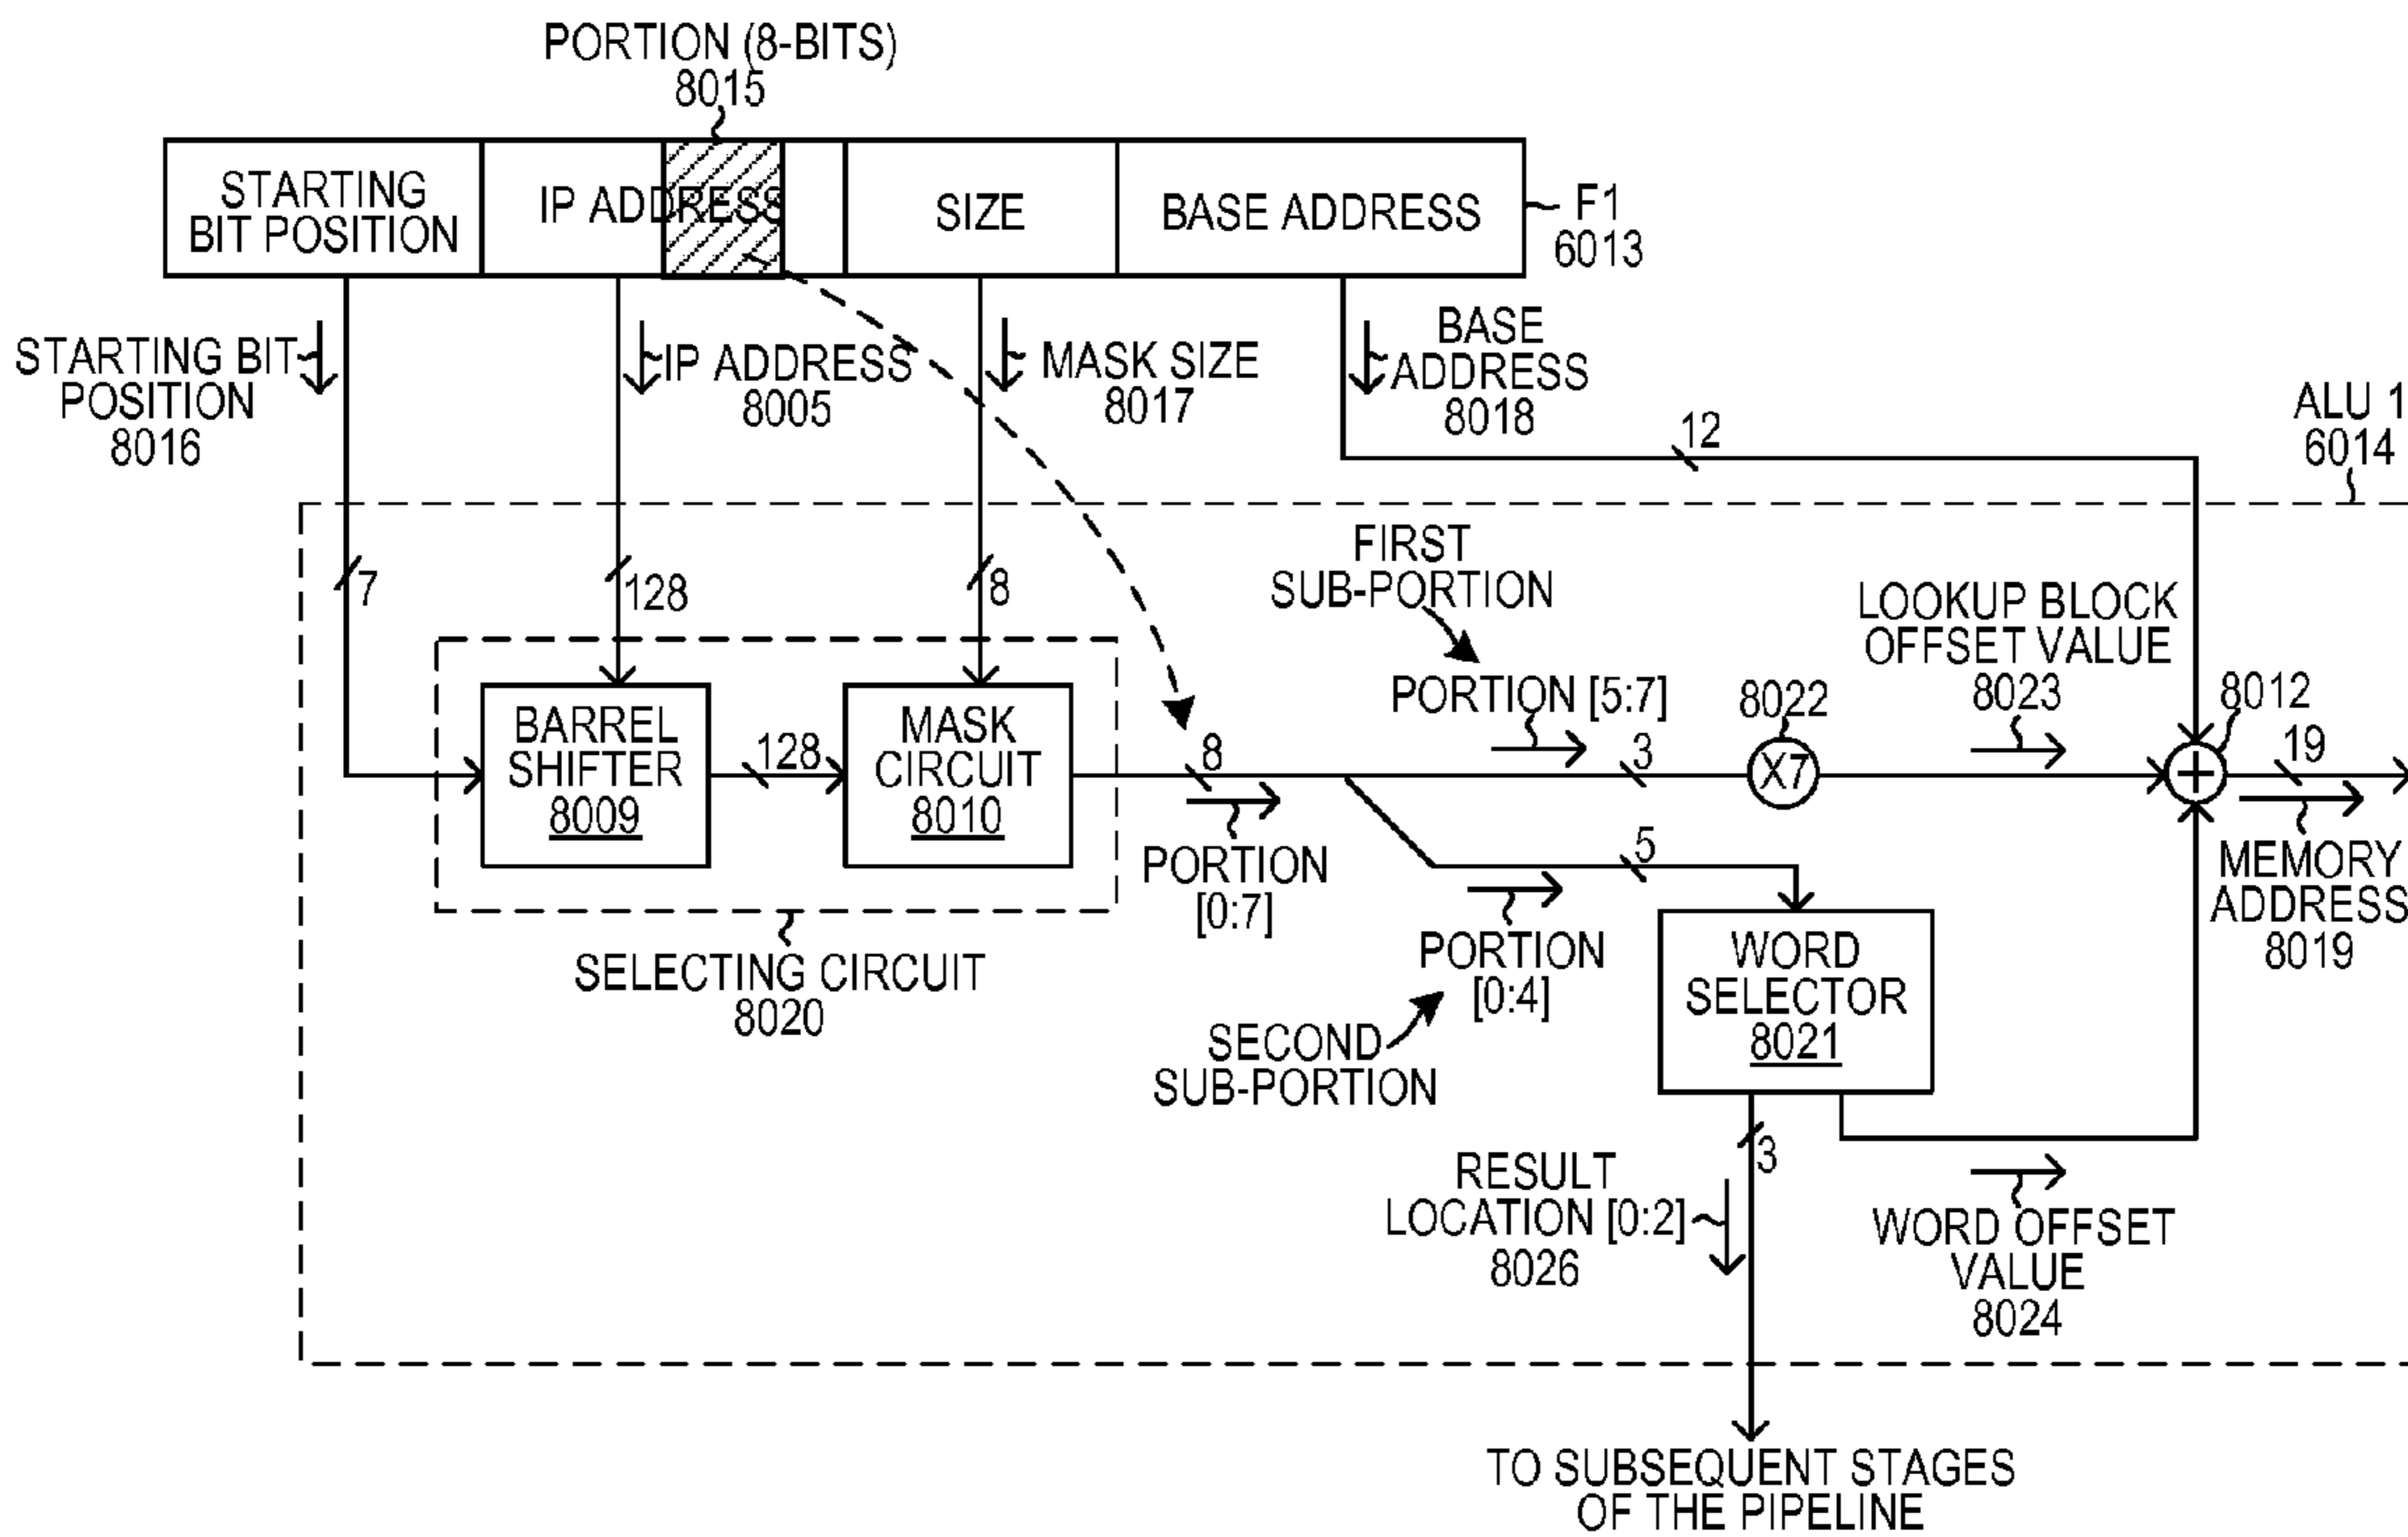 PORTION (8-BITS)
8015
STARTING
BIT POSITION
IP ADDRESS
SIZE
BASE ADDRESS
F1
6013
STARTING BIT
POSITION
8016
IP ADDRESS
8005
MASK SIZE
8017
BASE
ADDRESS
8018
12
ALU 1
6014
7
128
8
FIRST
SUB-PORTION
PORTION [5:7]
LOOKUP BLOCK
OFFSET VALUE
8023
8022
8012
BARREL
SHIFTER
8009
128
MASK
CIRCUIT
8010
8
PORTION
[0:7]
3
X7
+
19
MEMORY
ADDRESS
8019
SELECTING CIRCUIT
8020
5
PORTION
[0:4]
SECOND
SUB-PORTION
WORD
SELECTOR
8021
3
RESULT
LOCATION [0:2]
8026
WORD OFFSET
VALUE
8024
TO SUBSEQUENT STAGES
OF THE PIPELINE